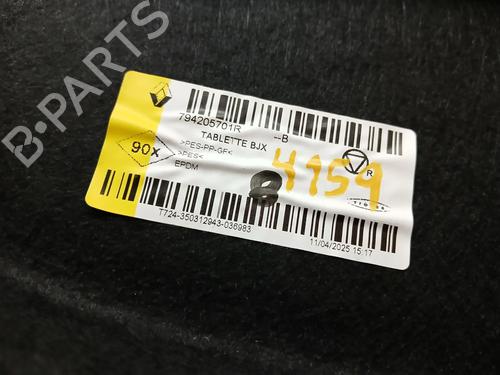 794205701R --B
TABLETTE BJX
>PES-PP-GF<
>PES<
EPDM
90x
R
4159
T724-350312943-036983
11/04/2025 15:17
B-PARTS